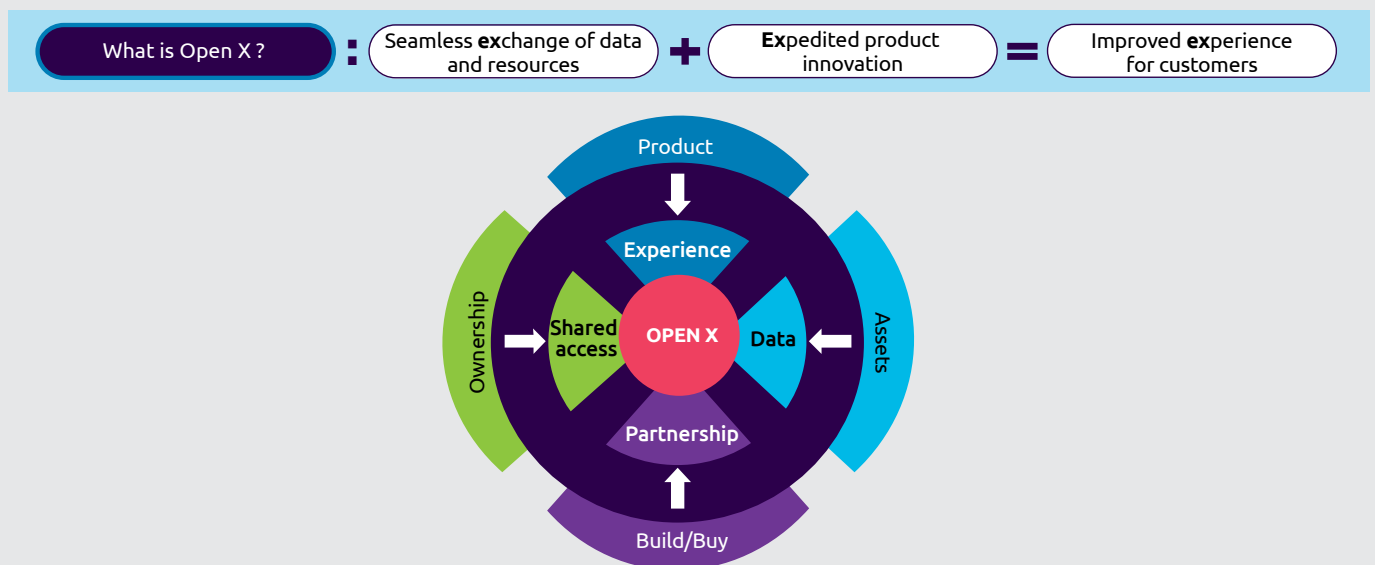 What is Open X ?
:
Seamless exchange of data
and resources
+
Expedited product
innovation
=
Improved experience
for customers
Product
Experience
Ownership
Shared
access
OPEN X
Data
Assets
Partnership
Build/Buy